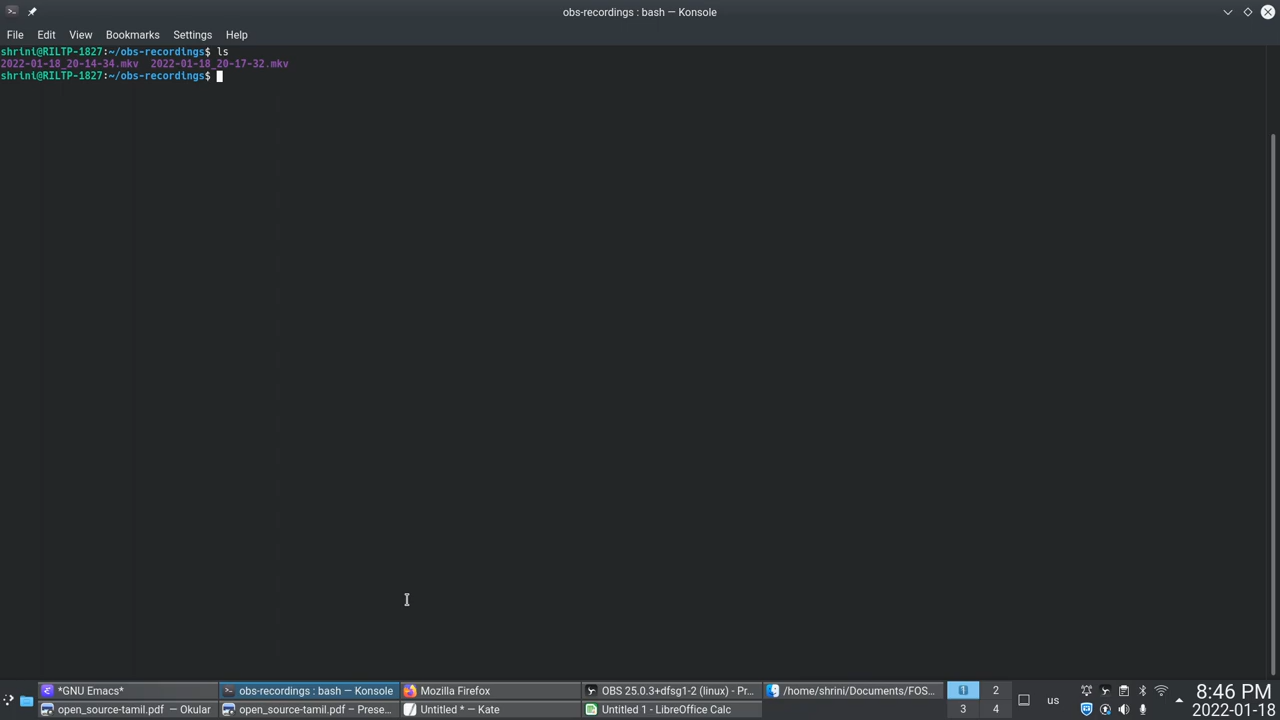 obs-recordings : bash — Konsole
File Edit View Bookmarks Settings Help
shrini@RILTP-1827:~/obs-recordings$ ls
2022-01-18_20-14-34.mkv 2022-01-18_20-17-32.mkv
shrini@RILTP-1827:~/obs-recordings$
*GNU Emacs* obs-recordings : bash — Konsole Mozilla Firefox OBS 25.0.3+dfsg1-2 (linux) - Pr... /home/shrini/Documents/FOS... 1 2
us 8:46 PM
open_source-tamil.pdf — Okular open_source-tamil.pdf – Prese... Untitled * — Kate Untitled 1 - LibreOffice Calc 3 4 2022-01-18